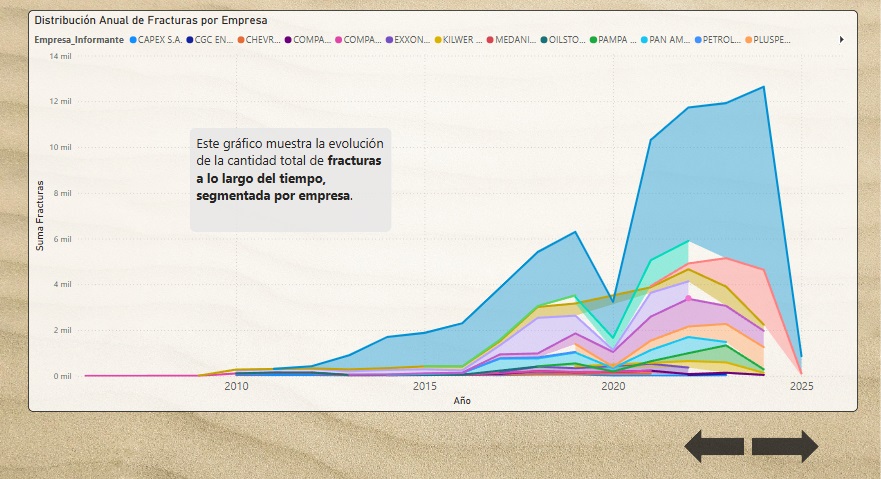 Distribución Anual de Fracturas por Empresa
Empresa_Informante CAPEX S.A. CGC EN... CHEVR... COMPA... COMPA... EXXON... KILWER ... MEDANI... OILSTO... PAMPA ... PAN AM... PETROL... PLUSPE...
14 mil
12 mil
10 mil
8 mil
6 mil
4 mil
2 mil
0 mil
Suma Fracturas
Este gráfico muestra la evolución
de la cantidad total de fracturas
a lo largo del tiempo,
segmentada por empresa.
2010 2015 2020 2025
Año